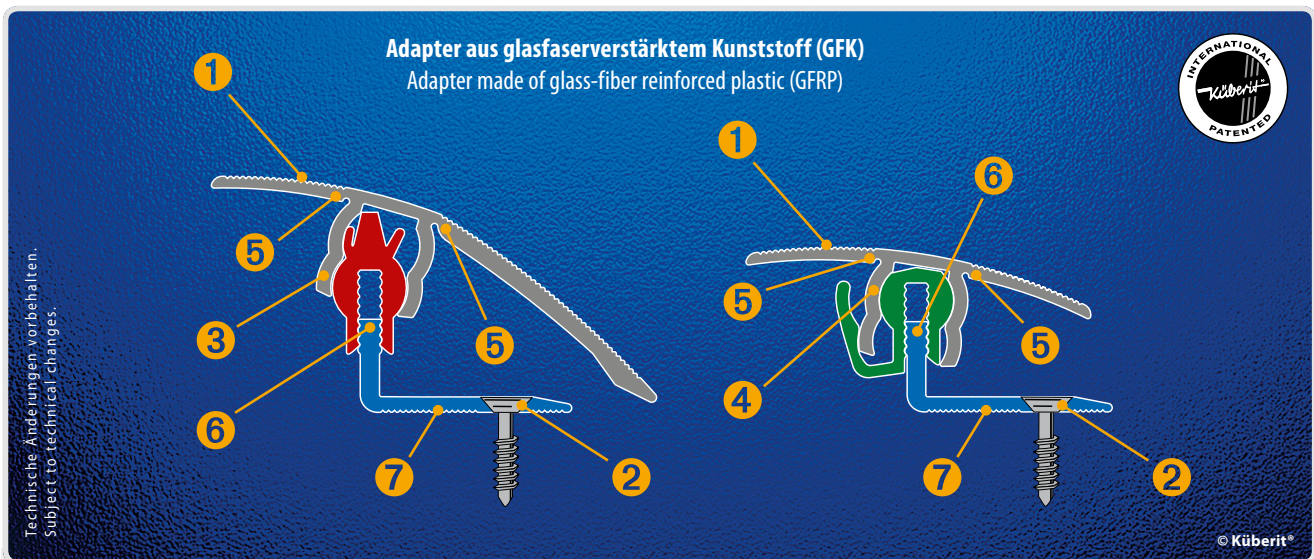 Adapter aus glasfaserverstärktem Kunststoff (GFK)
Adapter made of glass-fiber reinforced plastic (GFRP)
INTERNATIONAL
Küberit®
PATENTED
1
5
3
6
7
5
2
1
6
5
4
5
7
2
Technische Änderungen vorbehalten.
Subject to technical changes.
© Küberit®